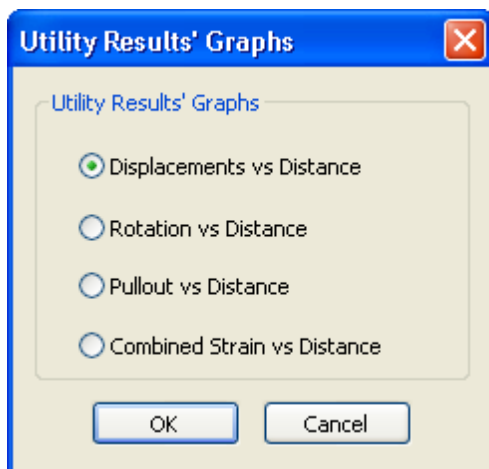 Utility Results' Graphs
Utility Results' Graphs
Displacements vs Distance
Rotation vs Distance
Pullout vs Distance
Combined Strain vs Distance
OK Cancel